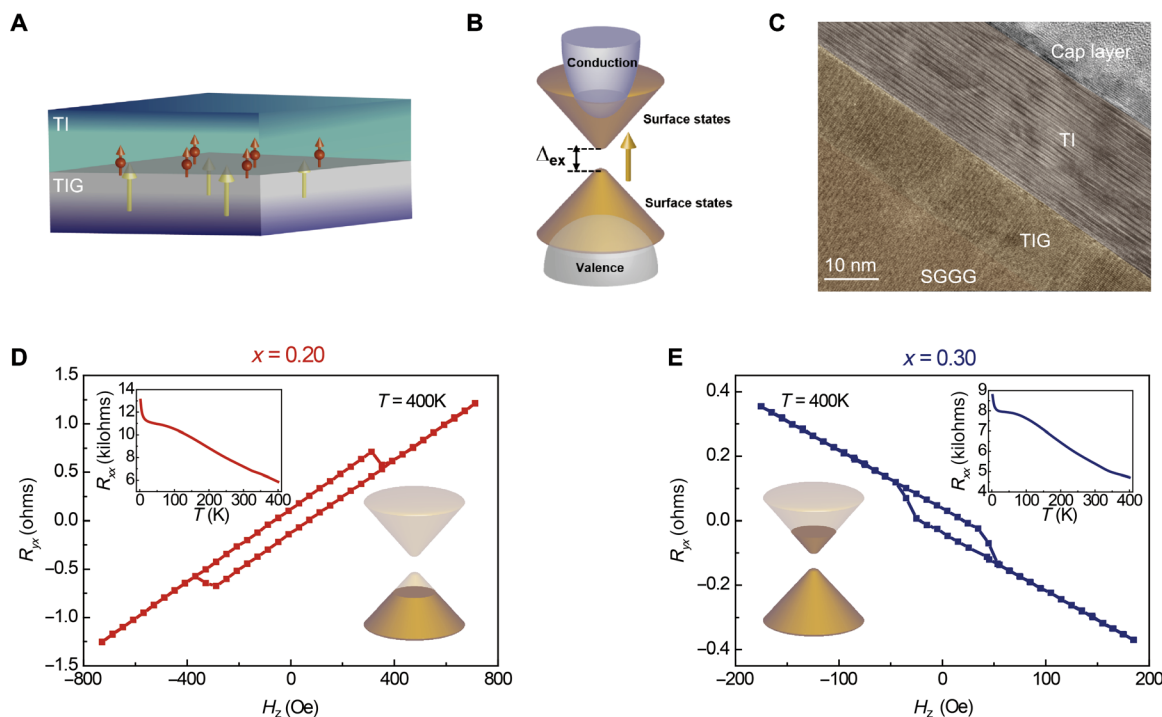 A
TI
TIG
B
Conduction
Surface states
Δex
Surface states
Valence
C
Cap layer
TI
TIG
SGGG
10 nm
D
x = 0.20
1.5
1.0
0.5
0.0
−0.5
−1.0
−1.5
Ryx (ohms)
−800
−400
0
400
800
Hz (Oe)
T = 400K
14
12
10
8
6
Rxx (kilohms)
0
100
200
300
400
T (K)
E
x = 0.30
0.4
0.2
0.0
−0.2
−0.4
Ryx (ohms)
−200
−100
0
100
200
Hz (Oe)
T = 400K
9
8
7
6
5
4
Rxx (kilohms)
0
100
200
300
400
T (K)